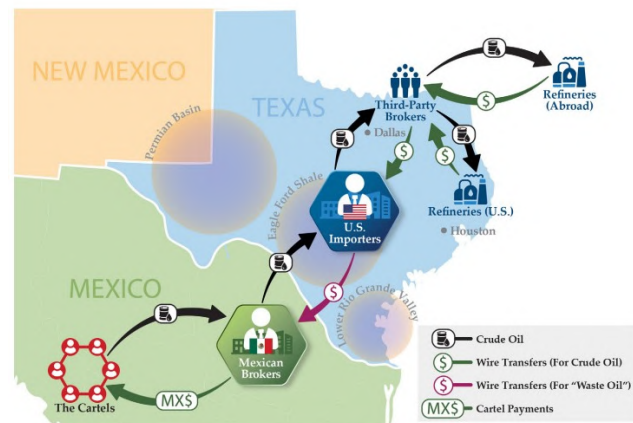 NEW MEXICO
TEXAS
Permian Basin
Third-Party
Brokers
Dallas
Refineries
(Abroad)
$
$
$
Eagle Ford Shale
Refineries (U.S.)
Houston
U.S.
Importers
MEXICO
$
Lower Rio Grande Valley
Mexican
Brokers
The Cartels
MX$
Crude Oil
$ Wire Transfers (For Crude Oil)
$ Wire Transfers (For "Waste Oil")
MX$ Cartel Payments